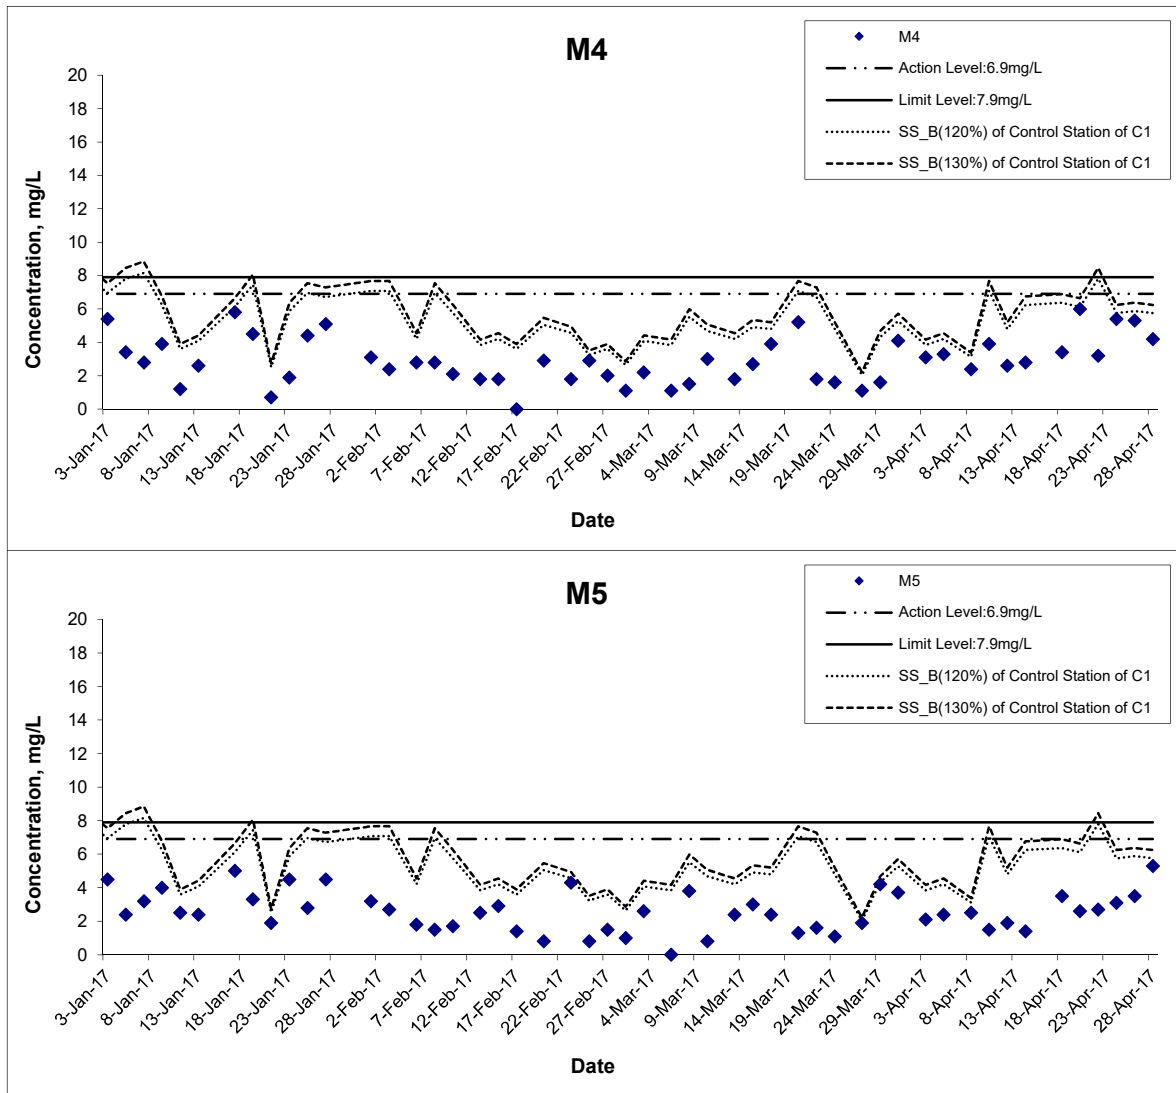 M4
M4
Action Level:6.9mg/L
Limit Level:7.9mg/L
SS_B(120%) of Control Station of C1
SS_B(130%) of Control Station of C1
Concentration, mg/L
20
18
16
14
12
10
8
6
4
2
0
3-Jan-17
8-Jan-17
13-Jan-17
18-Jan-17
23-Jan-17
28-Jan-17
2-Feb-17
7-Feb-17
12-Feb-17
17-Feb-17
22-Feb-17
27-Feb-17
4-Mar-17
9-Mar-17
14-Mar-17
19-Mar-17
24-Mar-17
29-Mar-17
3-Apr-17
8-Apr-17
13-Apr-17
18-Apr-17
23-Apr-17
28-Apr-17
Date
M5
M5
Action Level:6.9mg/L
Limit Level:7.9mg/L
SS_B(120%) of Control Station of C1
SS_B(130%) of Control Station of C1
Concentration, mg/L
20
18
16
14
12
10
8
6
4
2
0
3-Jan-17
8-Jan-17
13-Jan-17
18-Jan-17
23-Jan-17
28-Jan-17
2-Feb-17
7-Feb-17
12-Feb-17
17-Feb-17
22-Feb-17
27-Feb-17
4-Mar-17
9-Mar-17
14-Mar-17
19-Mar-17
24-Mar-17
29-Mar-17
3-Apr-17
8-Apr-17
13-Apr-17
18-Apr-17
23-Apr-17
28-Apr-17
Date